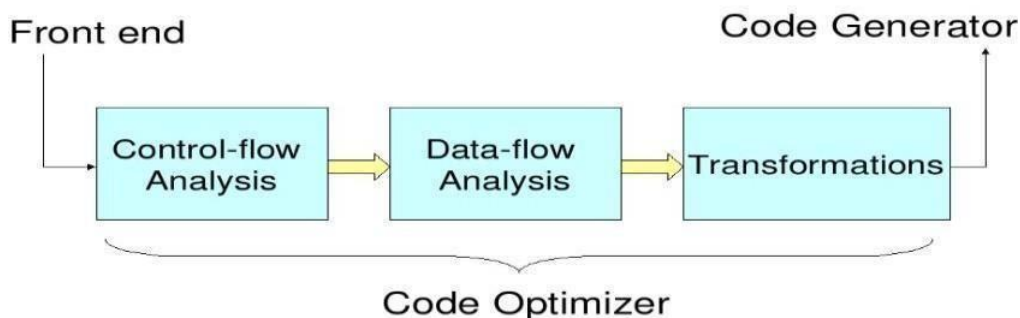 Front end
Code Generator
Control-flow
Analysis
Data-flow
Analysis
Transformations
Code Optimizer